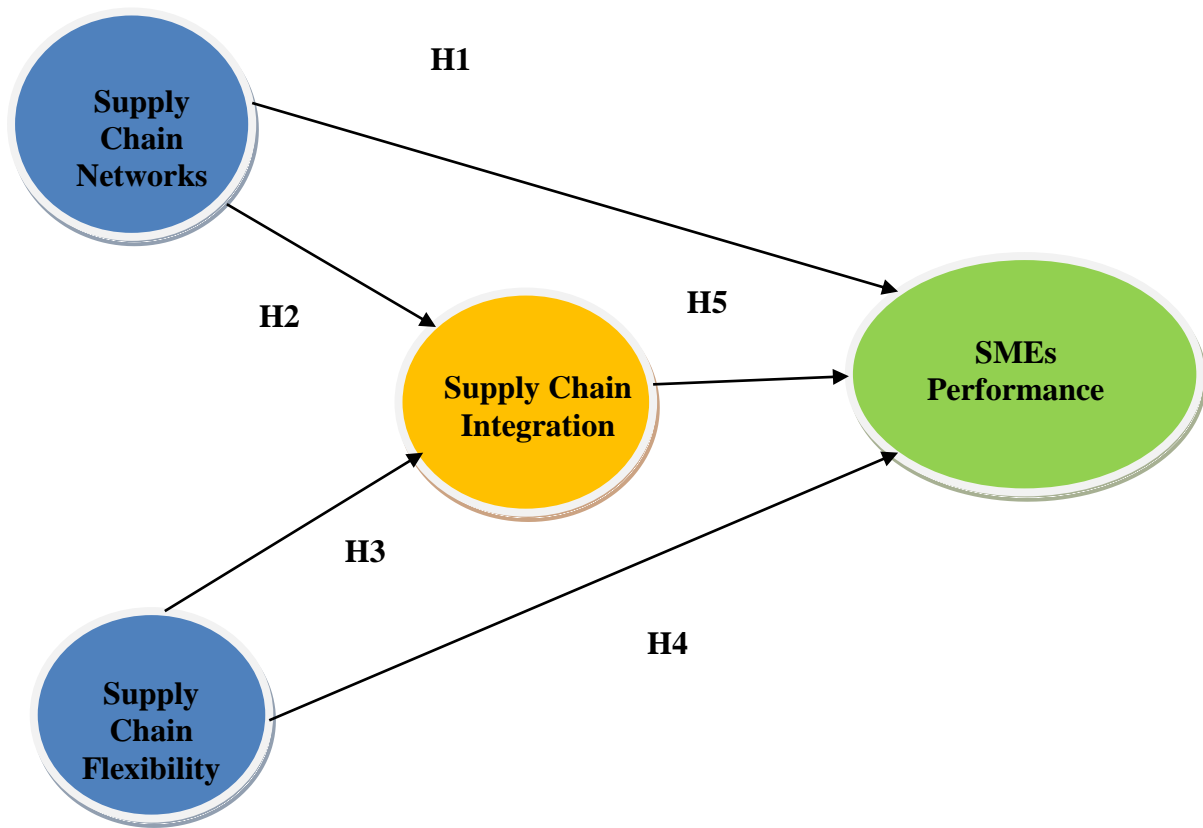 H1
Supply
Chain
Networks
H2
H5
SMEs
Performance
Supply Chain
Integration
H3
H4
Supply
Chain
Flexibility